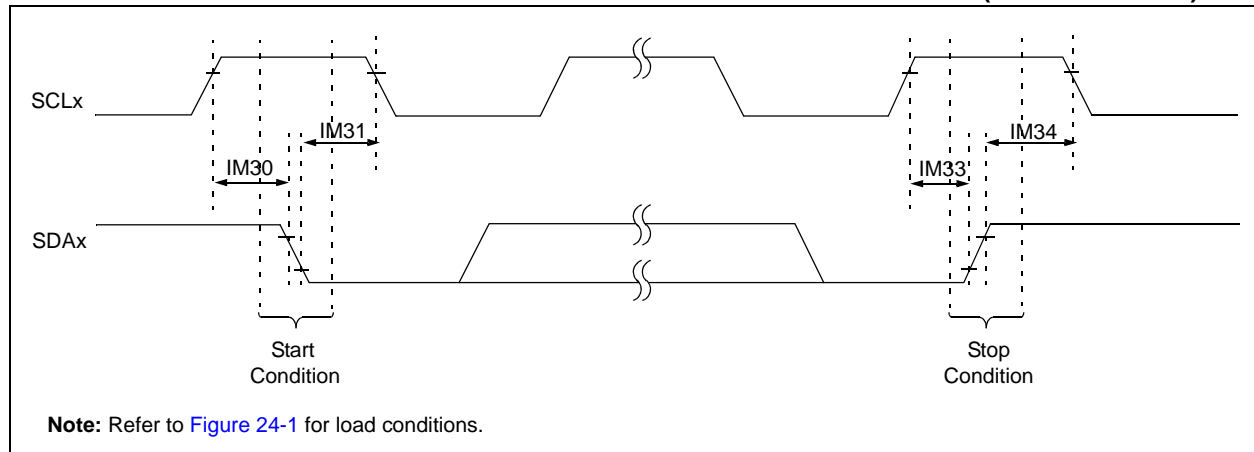 SCLx
IM31
IM34
IM30
IM33
SDAx
Start
Condition
Stop
Condition
Note: Refer to Figure 24-1 for load conditions.